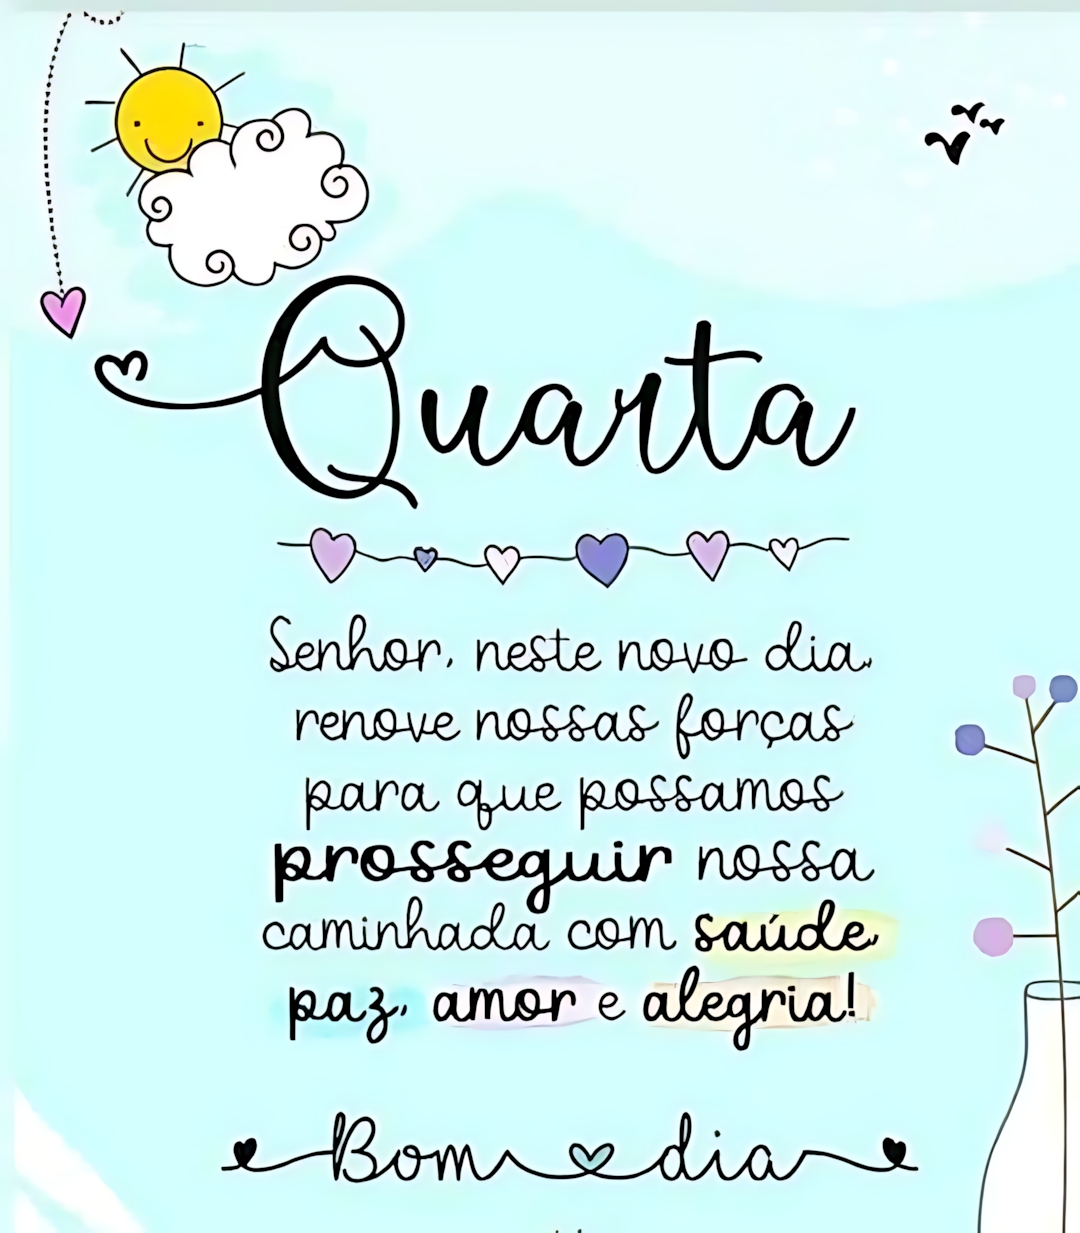 Quarta
Senhor, neste novo dia,
renove nossas forças
para que possamos
prosseguir nossa
caminhada com saúde,
paz, amor e alegria!
Bom dia